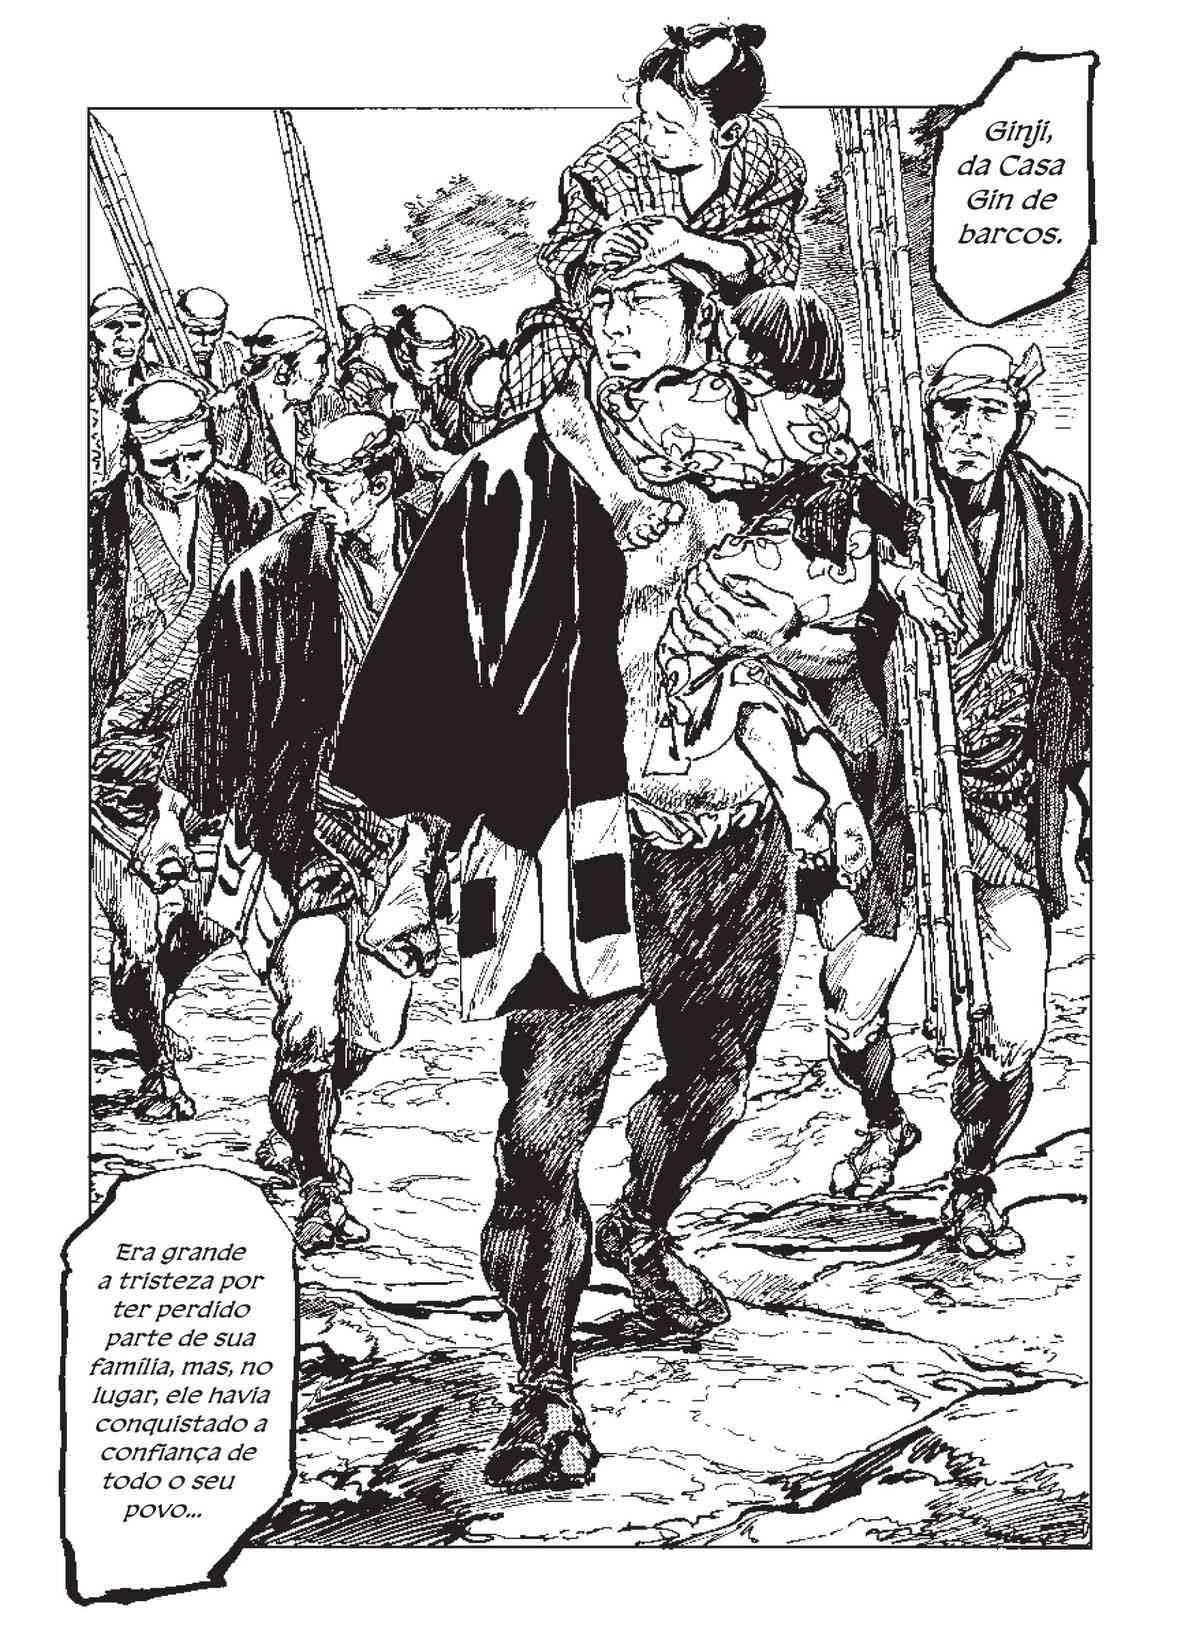 Ginji,
da Casa
Gin de
barcos.
Era grande
a tristeza por
ter perdido
parte de sua
família, mas, no
lugar, ele havia
conquistado a
confiança de
todo o seu
povo...